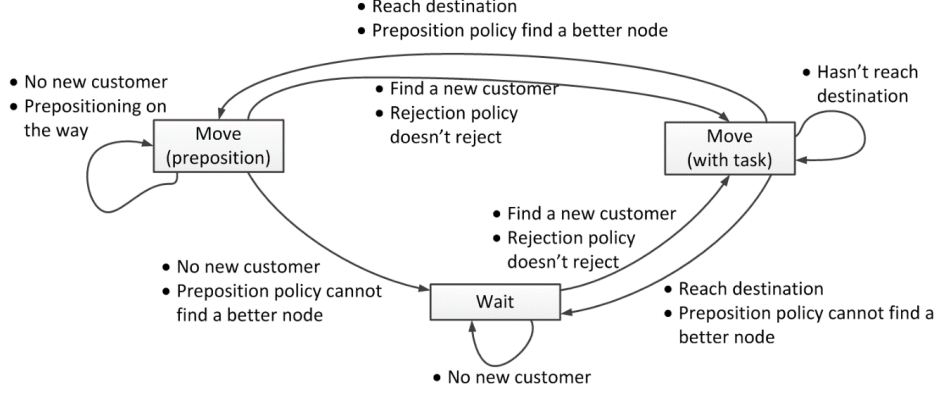 • Reach destination
• Preposition policy find a better node
• No new customer
• Prepositioning on
the way
• Find a new customer
• Rejection policy
doesn't reject
• Hasn't reach
destination
Move
(preposition)
Move
(with task)
• Find a new customer
• Rejection policy
doesn't reject
• No new customer
• Preposition policy cannot
find a better node
Wait
• Reach destination
• Preposition policy cannot find a
better node
• No new customer